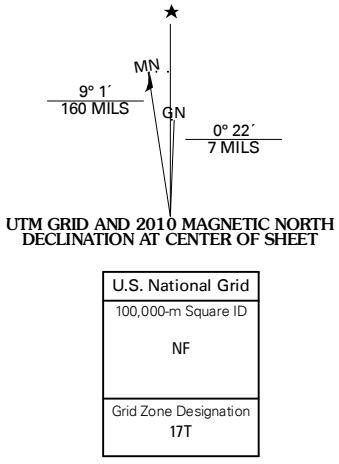 MN
9° 1´
160 MILS
GN
0° 22´
7 MILS
UTM GRID AND 2010 MAGNETIC NORTH
DECLINATION AT CENTER OF SHEET
U.S. National Grid
100,000-m Square ID
NF
Grid Zone Designation
17T